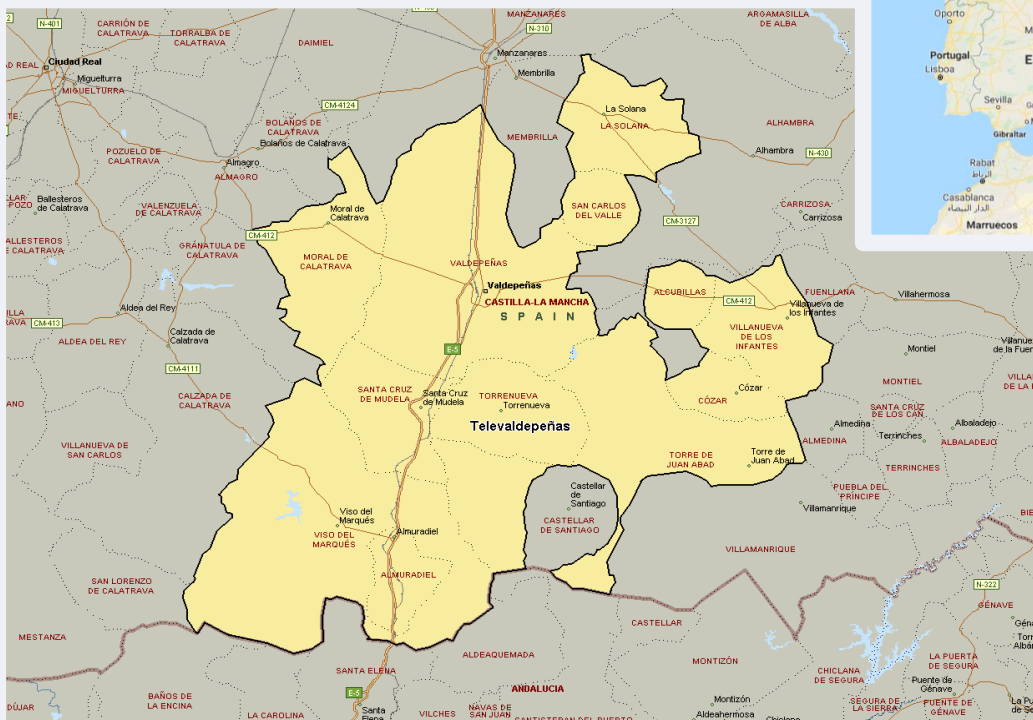 N-401
CARRIÓN DE
CALATRAVA
TORRALBA DE
CALATRAVA
DAIMIEL
MANZANARES
N-310
ARGAMASILLA
DE ALBA
Ciudad Real
Miguelturra
MIGUELTURRA
Manzanares
Membrilla
CM-4124
BOLAÑOS DE
CALATRAVA
Bolaños de Calatrava
MEMBRILLA
La Solana
LA SOLANA
ALHAMBRA
Alhambra
N-430
POZUELO DE
CALATRAVA
Almagro
ALMAGRO
Ballesteros
de Calatrava
VALENZUELA
DE CALATRAVA
Moral de
Calatrava
CM-412
SAN CARLOS
DEL VALLE
CM-3127
CARRIZOSA
Carrizosa
GRÁNATULA DE
CALATRAVA
MORAL DE
CALATRAVA
VALDEPEÑAS
Valdepeñas
CASTILLA-LA MANCHA
SPAIN
ALCUBILLAS
CM-412
FUENLLANA
Villanueva de
los Infantes
Villahermosa
Aldea del Rey
CM-413
ALDEA DEL REY
Calzada de
Calatrava
CM-4111
E-5
VILLANUEVA
DE LOS
INFANTES
Montiel
MONTIEL
CALZADA DE
CALATRAVA
SANTA CRUZ
DE MUDELA
Santa Cruz
de Mudela
TORRENUEVA
Torrenueva
Televaldepeñas
Cózar
CÓZAR
SANTA CRUZ
DE LOS CAÑ
Almedina
ALMEDINA
Terrinches
TERRINCHES
Albaladejo
ALBALADEJO
VILLANUEVA DE
SAN CARLOS
TORRE DE
JUAN ABAD
Torre de
Juan Abad
PUEBLA DEL
PRÍNCIPE
Villamanrique
Castellar
de
Santiago
CASTELLAR
DE SANTIAGO
Viso del
Marqués
VISO DEL
MARQUÉS
Almuradiel
ALMURADIEL
VILLAMANRIQUE
SAN LORENZO
DE CALATRAVA
N-322
GÉNAVE
MESTANZA
CASTELLAR
ALDEAQUEMADA
MONTIZÓN
CHICLANA
DE SEGURA
LA PUERTA
DE SEGURA
Puente de
Génave
SANTA ELENA
E-5
ANDALUCIA
BAÑOS DE
LA ENCINA
LA CAROLINA
Santa
Elena
VILCHES
NAVAS DE
SAN JUAN
SANTISTEBAN DEL PUERTO
Montizón
Aldeahermosa
Chiclana
SEGURA DE
LA SIERRA
PUENTE DE
GÉNAVE
Oporto
Portugal
Lisboa
Sevilla
Gibraltar
Rabat
الرباط
Casablanca
الدار البيضاء
Marruecos